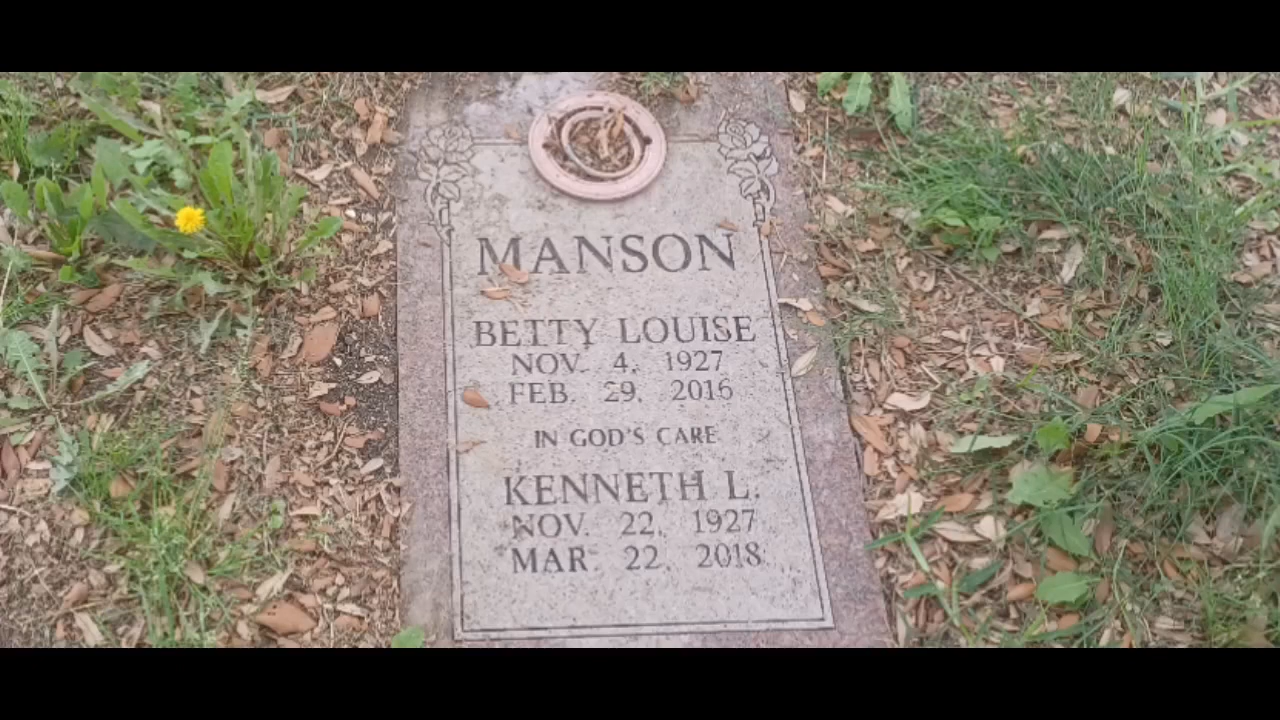 MANSON
BETTY LOUISE
NOV. 4, 1927
FEB. 29, 2016
IN GOD'S CARE
KENNETH L.
NOV. 22, 1927
MAR. 22, 2018